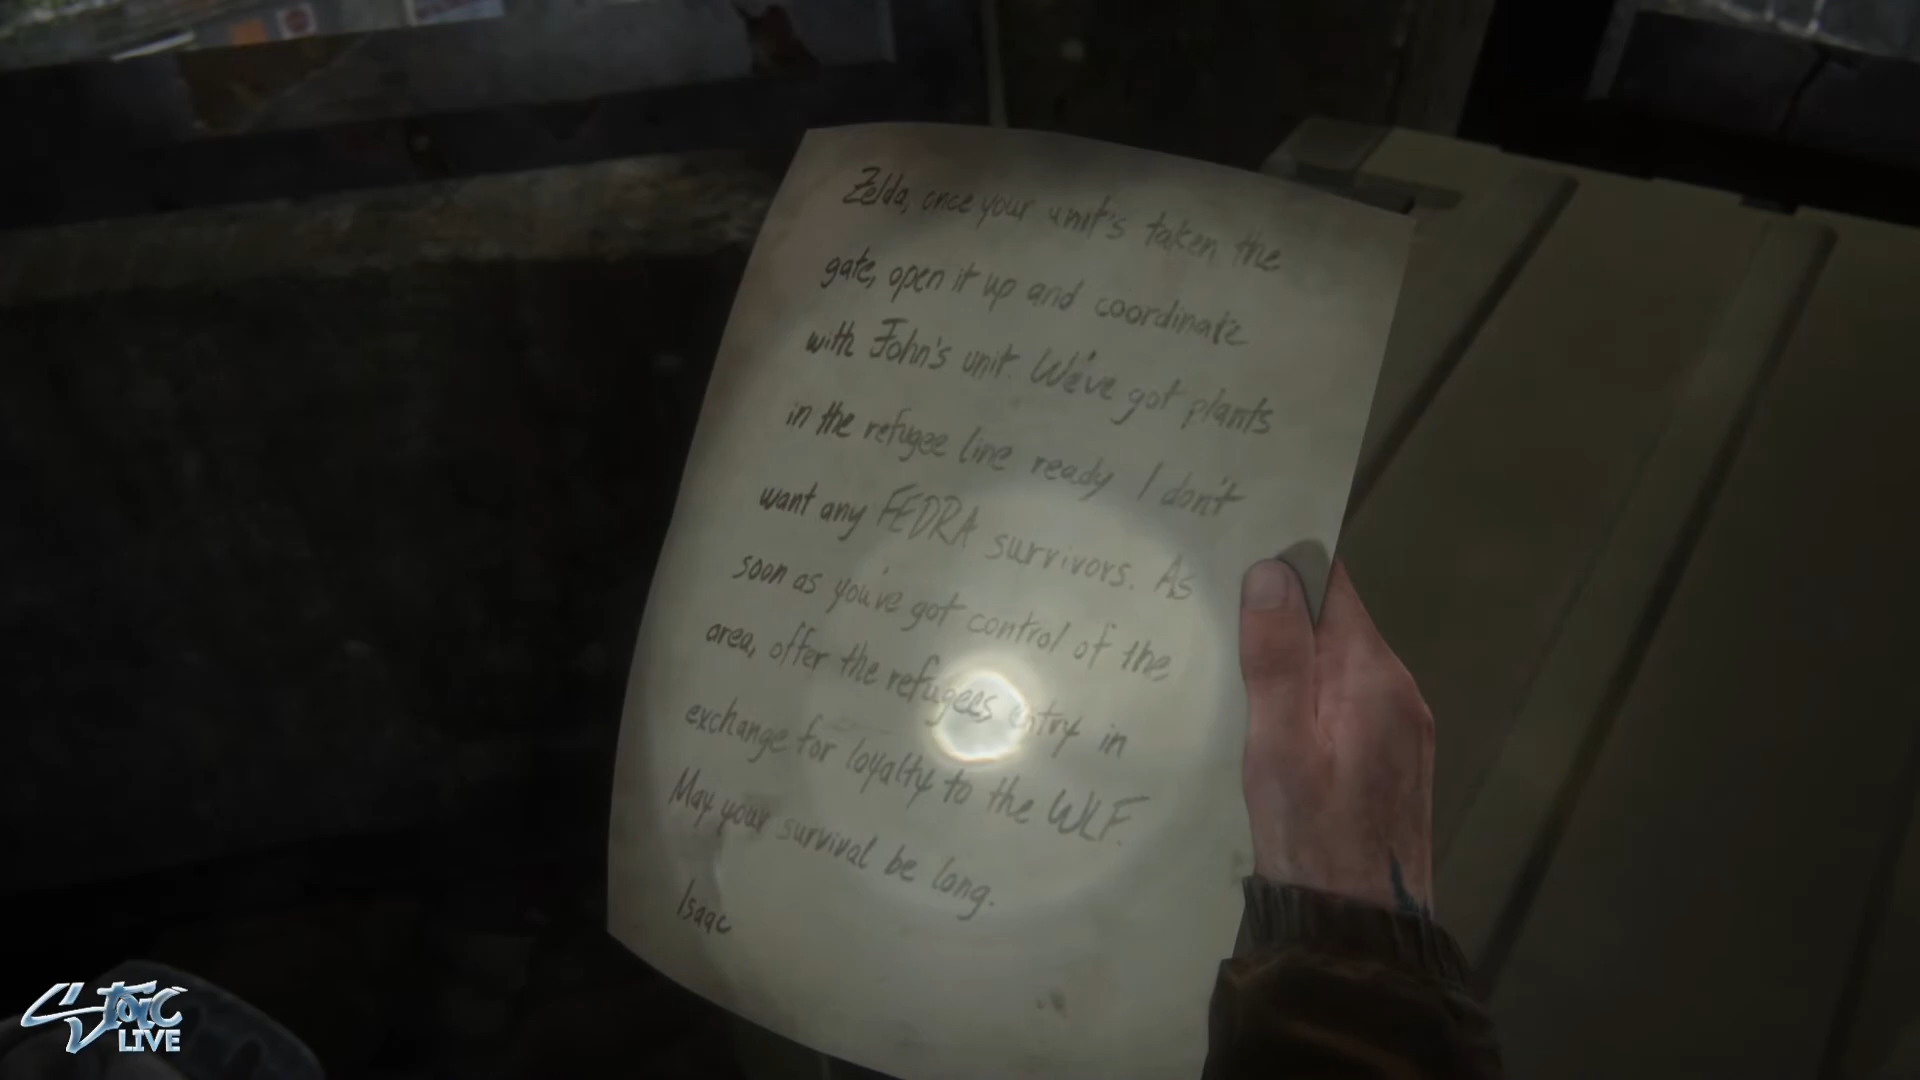 Zelda, once your unit's taken the
gate, open it up and coordinate
with John's unit. We've got plants
in the refugee line ready I don't
want any FEDRA survivors. As
soon as you've got control of the
area, offer the refugees entry in
exchange for loyalty to the WLF.
May your survival be long.
Isaac
STOIC
LIVE